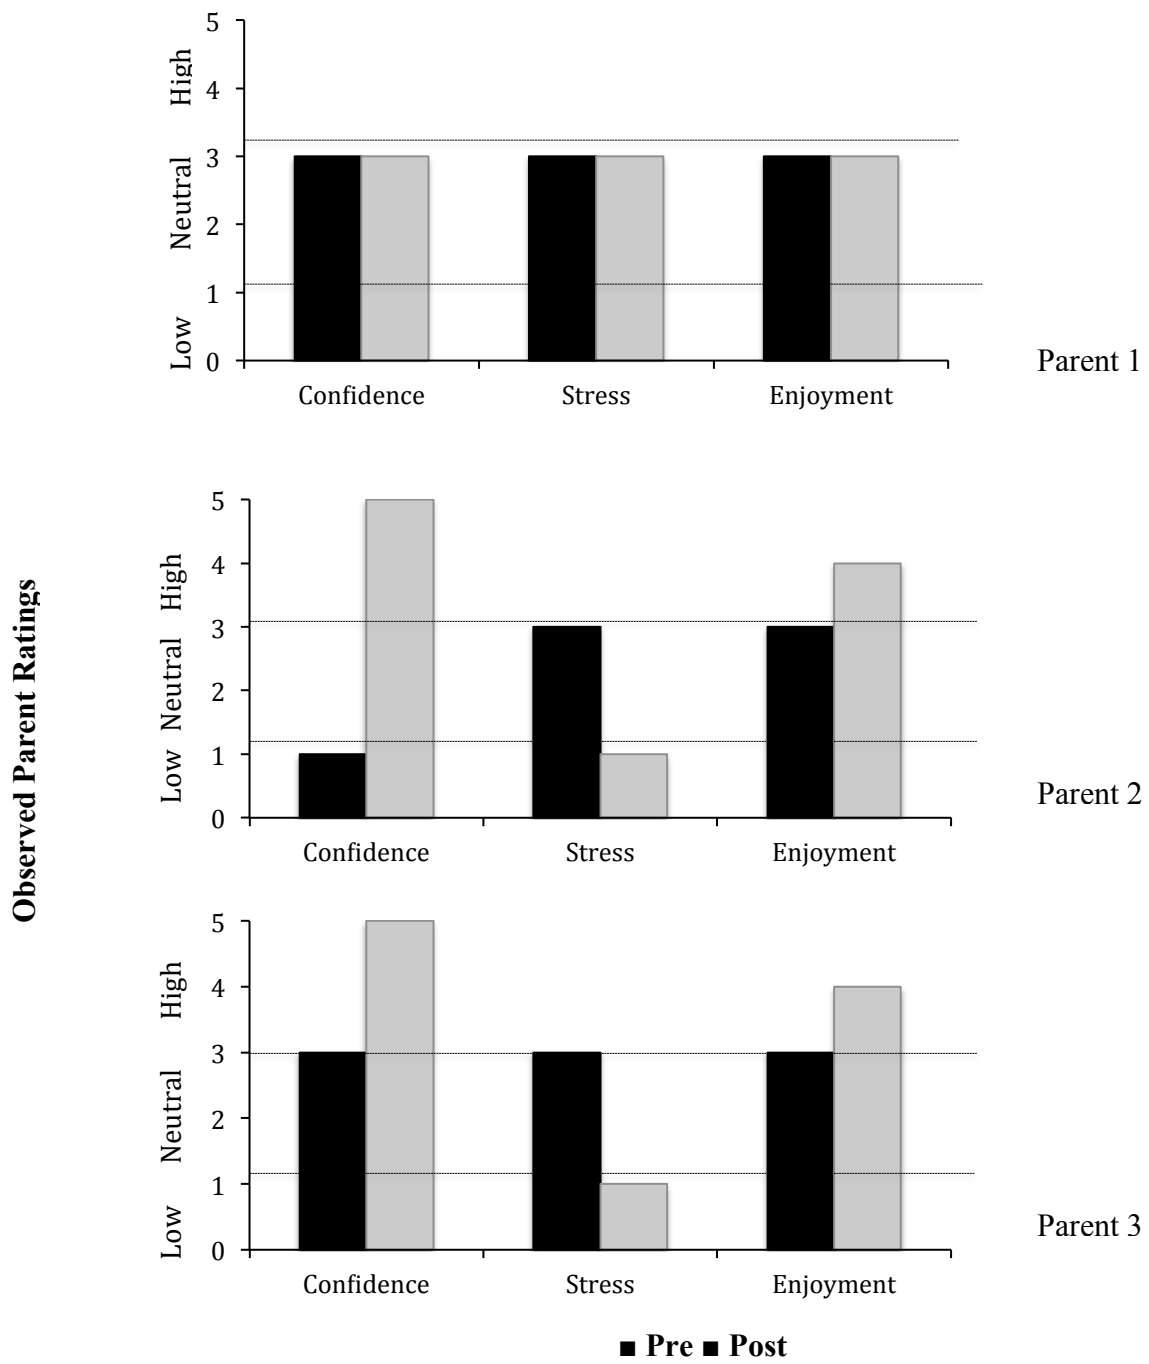 Observed Parent Ratings
Low Neutral High
5
4
3
2
1
0
Confidence Stress Enjoyment
Parent 1
Low Neutral High
5
4
3
2
1
0
Confidence Stress Enjoyment
Parent 2
Low Neutral High
5
4
3
2
1
0
Confidence Stress Enjoyment
Parent 3
■ Pre ■ Post